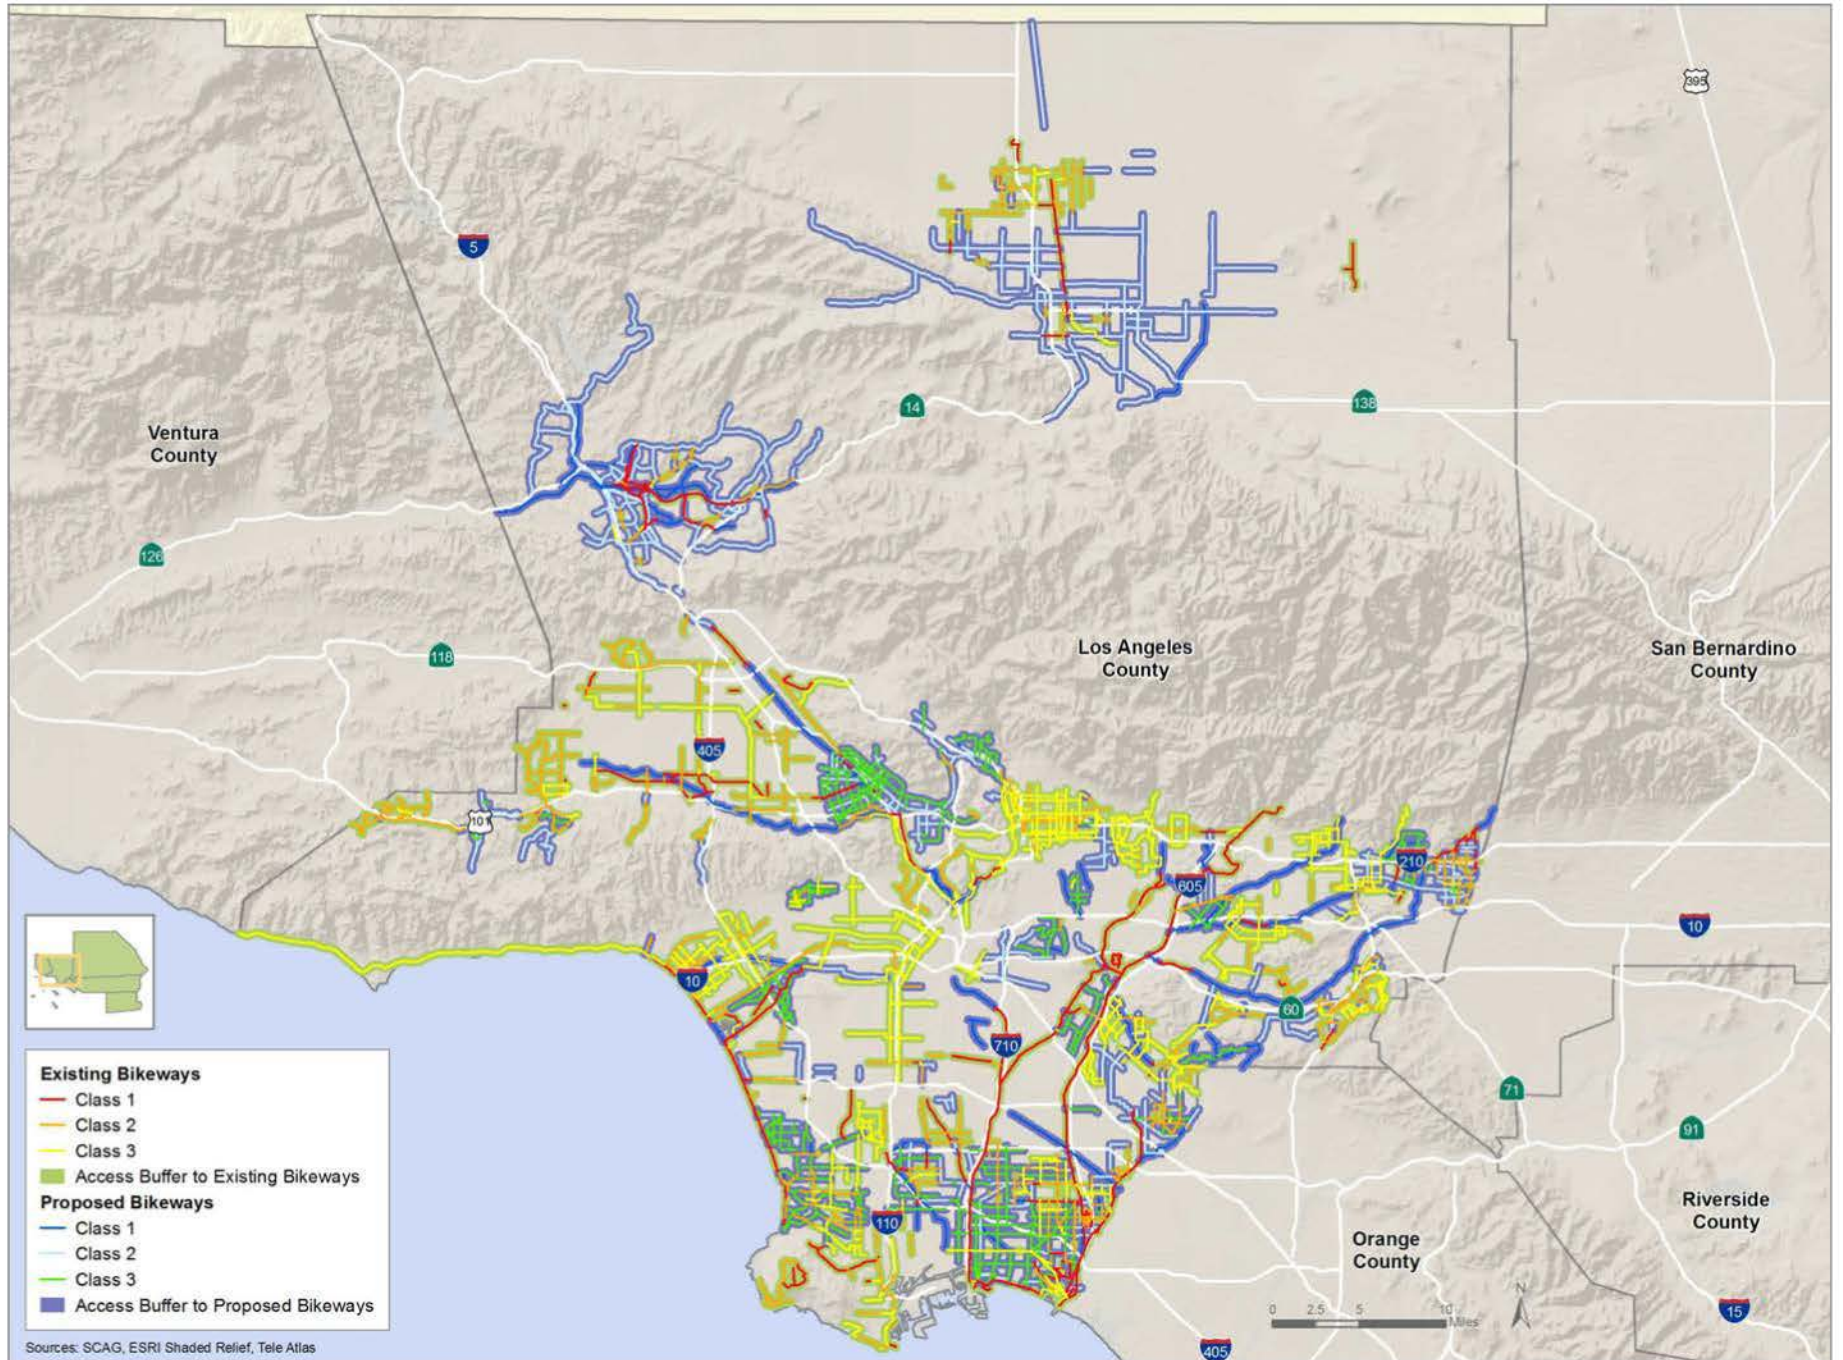 395
5
14
138
Ventura
County
126
Los Angeles
County
San Bernardino
County
118
405
101
210
605
10
10
60
710
71
91
Existing Bikeways
Class 1
Class 2
Class 3
Access Buffer to Existing Bikeways
Proposed Bikeways
Class 1
Class 2
Class 3
Access Buffer to Proposed Bikeways
110
Orange
County
Riverside
County
N
0 2.5 5 10
Miles
15
405
Sources: SCAG, ESRI Shaded Relief, Tele Atlas